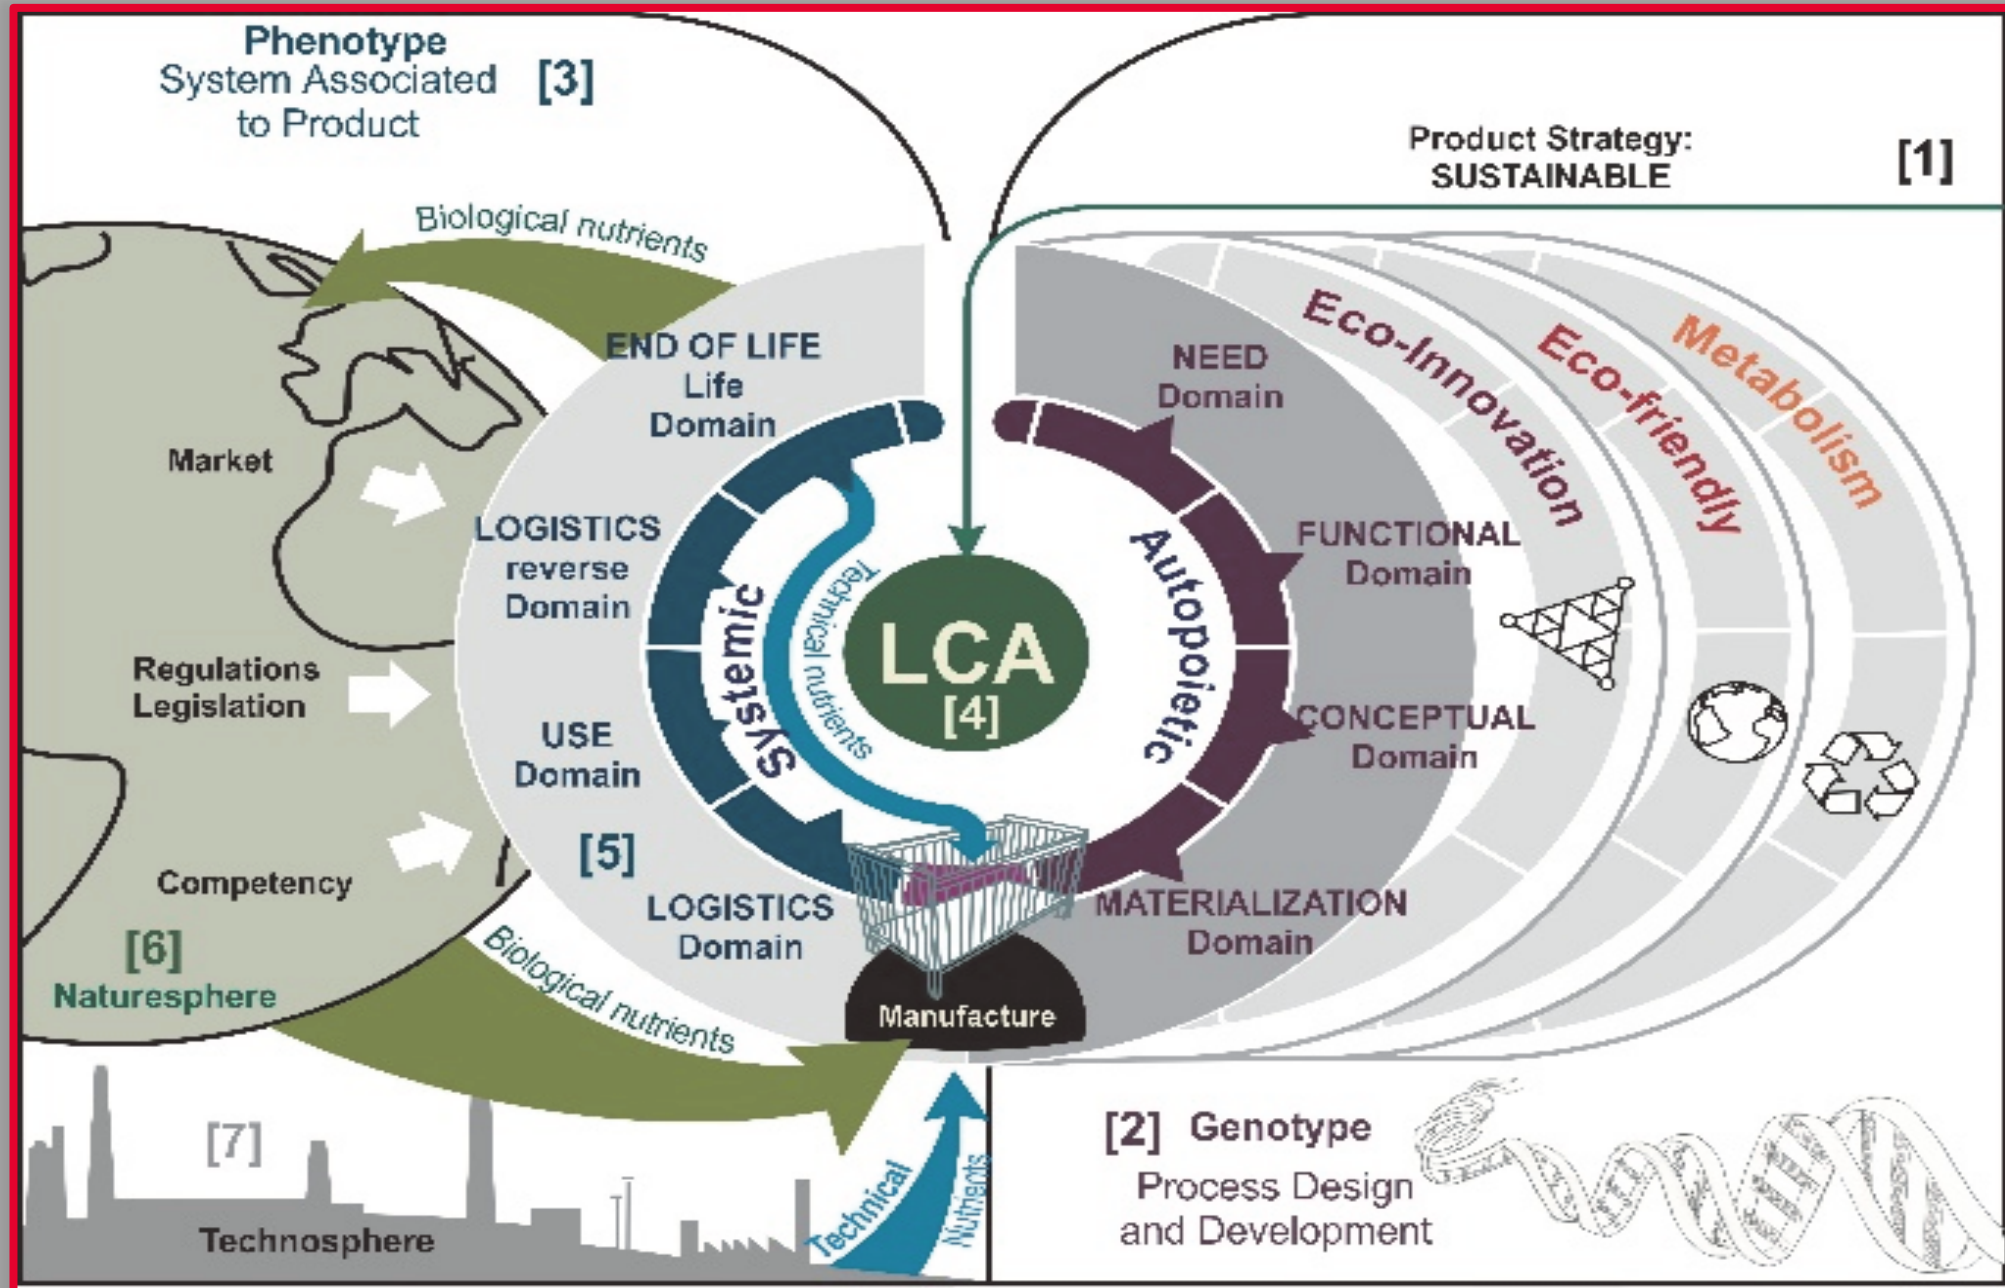 Phenotype
System Associated
to Product
[3]
Product Strategy:
SUSTAINABLE
[1]
Biological nutrients
END OF LIFE
Life
Domain
NEED
Domain
Eco-Innovation
Eco-friendly
Metabolism
Market
LOGISTICS
reverse
Domain
FUNCTIONAL
Domain
Systemic
Technical nutrients
LCA
[4]
Autopoietic
Regulations
Legislation
USE
Domain
CONCEPTUAL
Domain
[5]
Competency
LOGISTICS
Domain
MATERIALIZATION
Domain
[6]
Naturesphere
Biological nutrients
Manufacture
[7]
Technosphere
Technical
Nutrients
[2] Genotype
Process Design
and Development